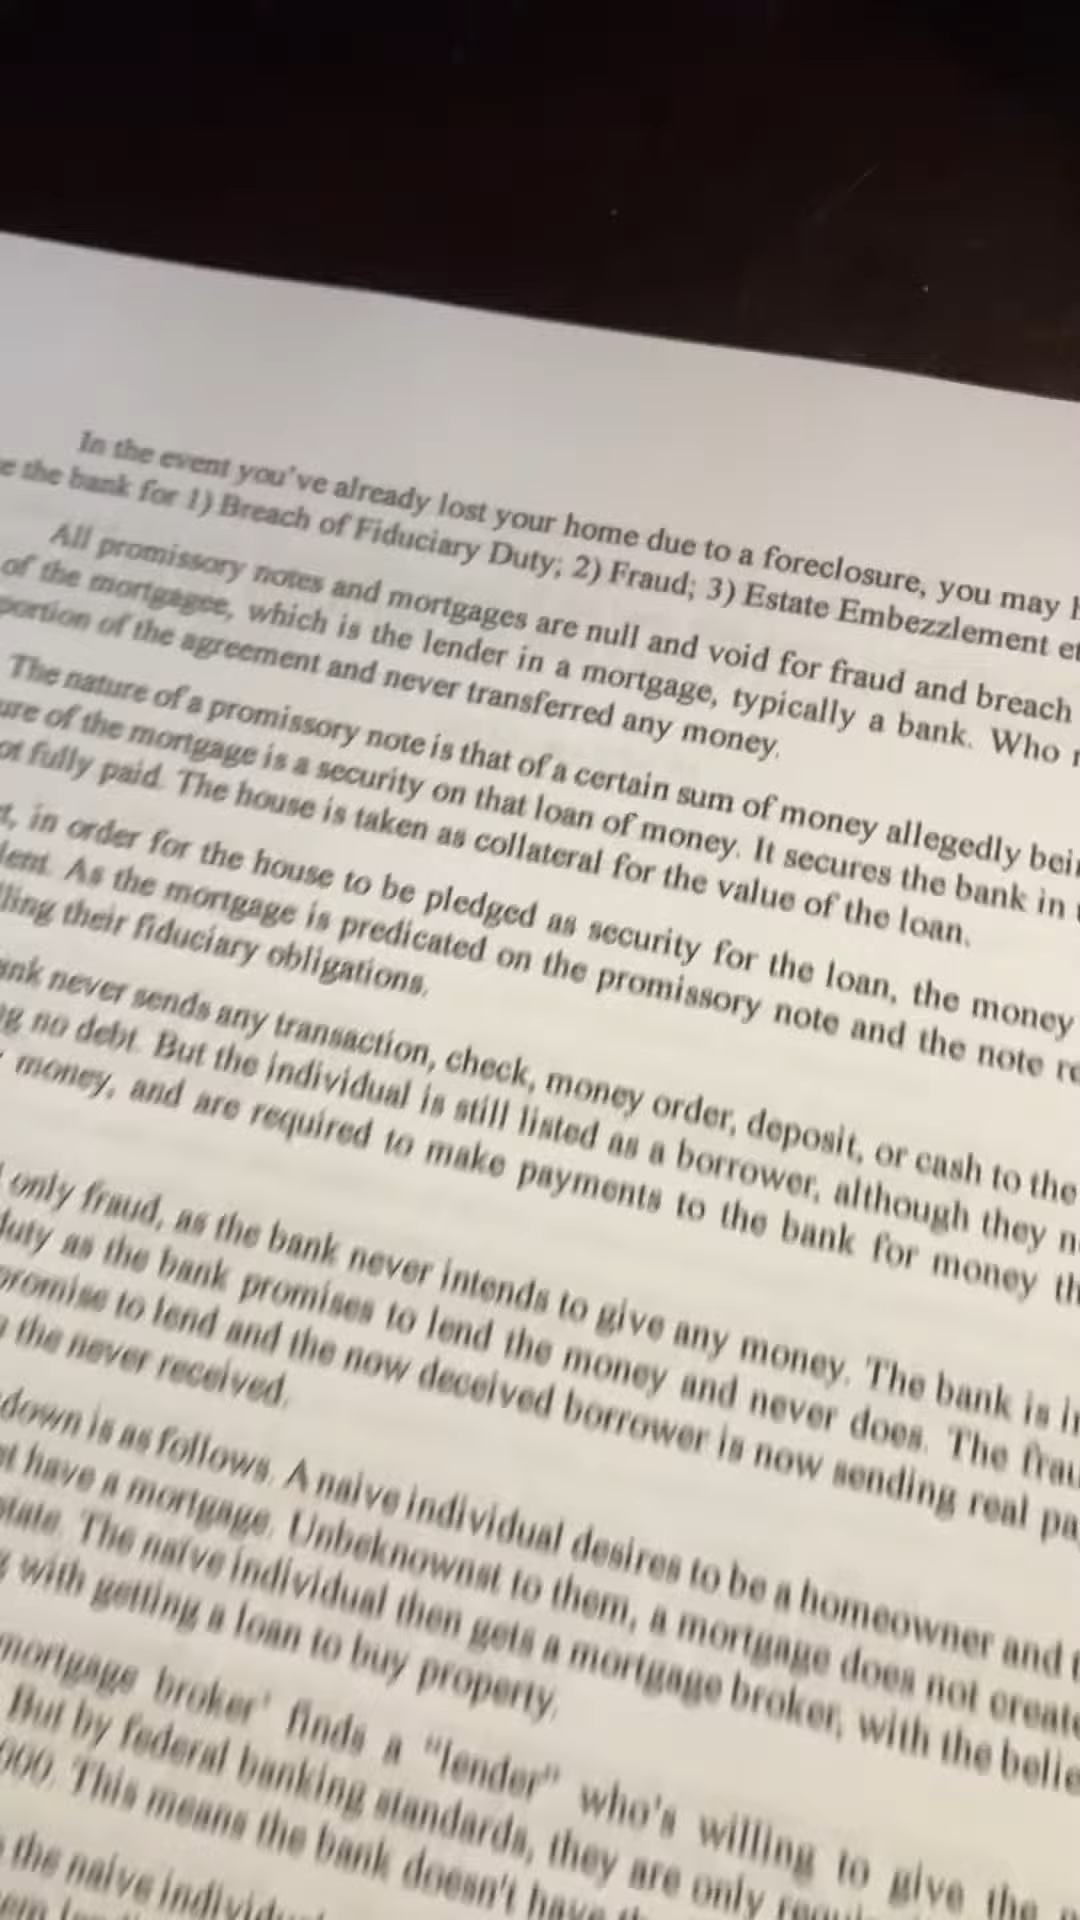 In the event you've already lost your home due to a foreclosure, you may
the bank for 1) Breach of Fiduciary Duty; 2) Fraud; 3) Estate Embezzlement
All promissory notes and mortgages are null and void for fraud and breach
of the mortgagee, which is the lender in a mortgage, typically a bank. Who
portion of the agreement and never transferred any money.
The nature of a promissory note is that of a certain sum of money allegedly
of the mortgage is a security on that loan of money. It secures the bank in
fully paid. The house is taken as collateral for the value of the loan.
in order for the house to be pledged as security for the loan, the money
As the mortgage is predicated on the promissory note and the note
their fiduciary obligations.
never sends any transaction, check, money order, deposit, or cash to the
no debt. But the individual is still listed as a borrower, although they
money, and are required to make payments to the bank for money
only fraud, as the bank never intends to give any money. The bank is
as the bank promises to lend the money and never does. The
promise to lend and the now deceived borrower is now sending real
the never received.
is as follows. A naive individual desires to be a homeowner and
have a mortgage. Unbeknownst to them, a mortgage does not create
The naïve individual then gets a mortgage broker, with the
with getting a loan to buy property.
mortgage broker' finds a "lender" who's willing to give the
But by federal banking standards, they are only
000. This means the bank doesn't have
the naive